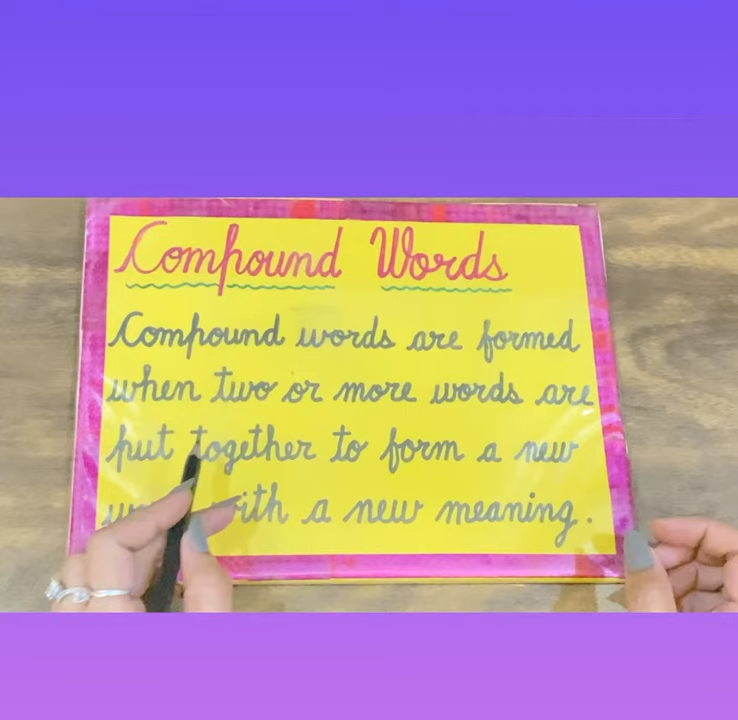 Compound Words
Compound words are formed
when two or more words are
put together to form a new
with a new meaning.